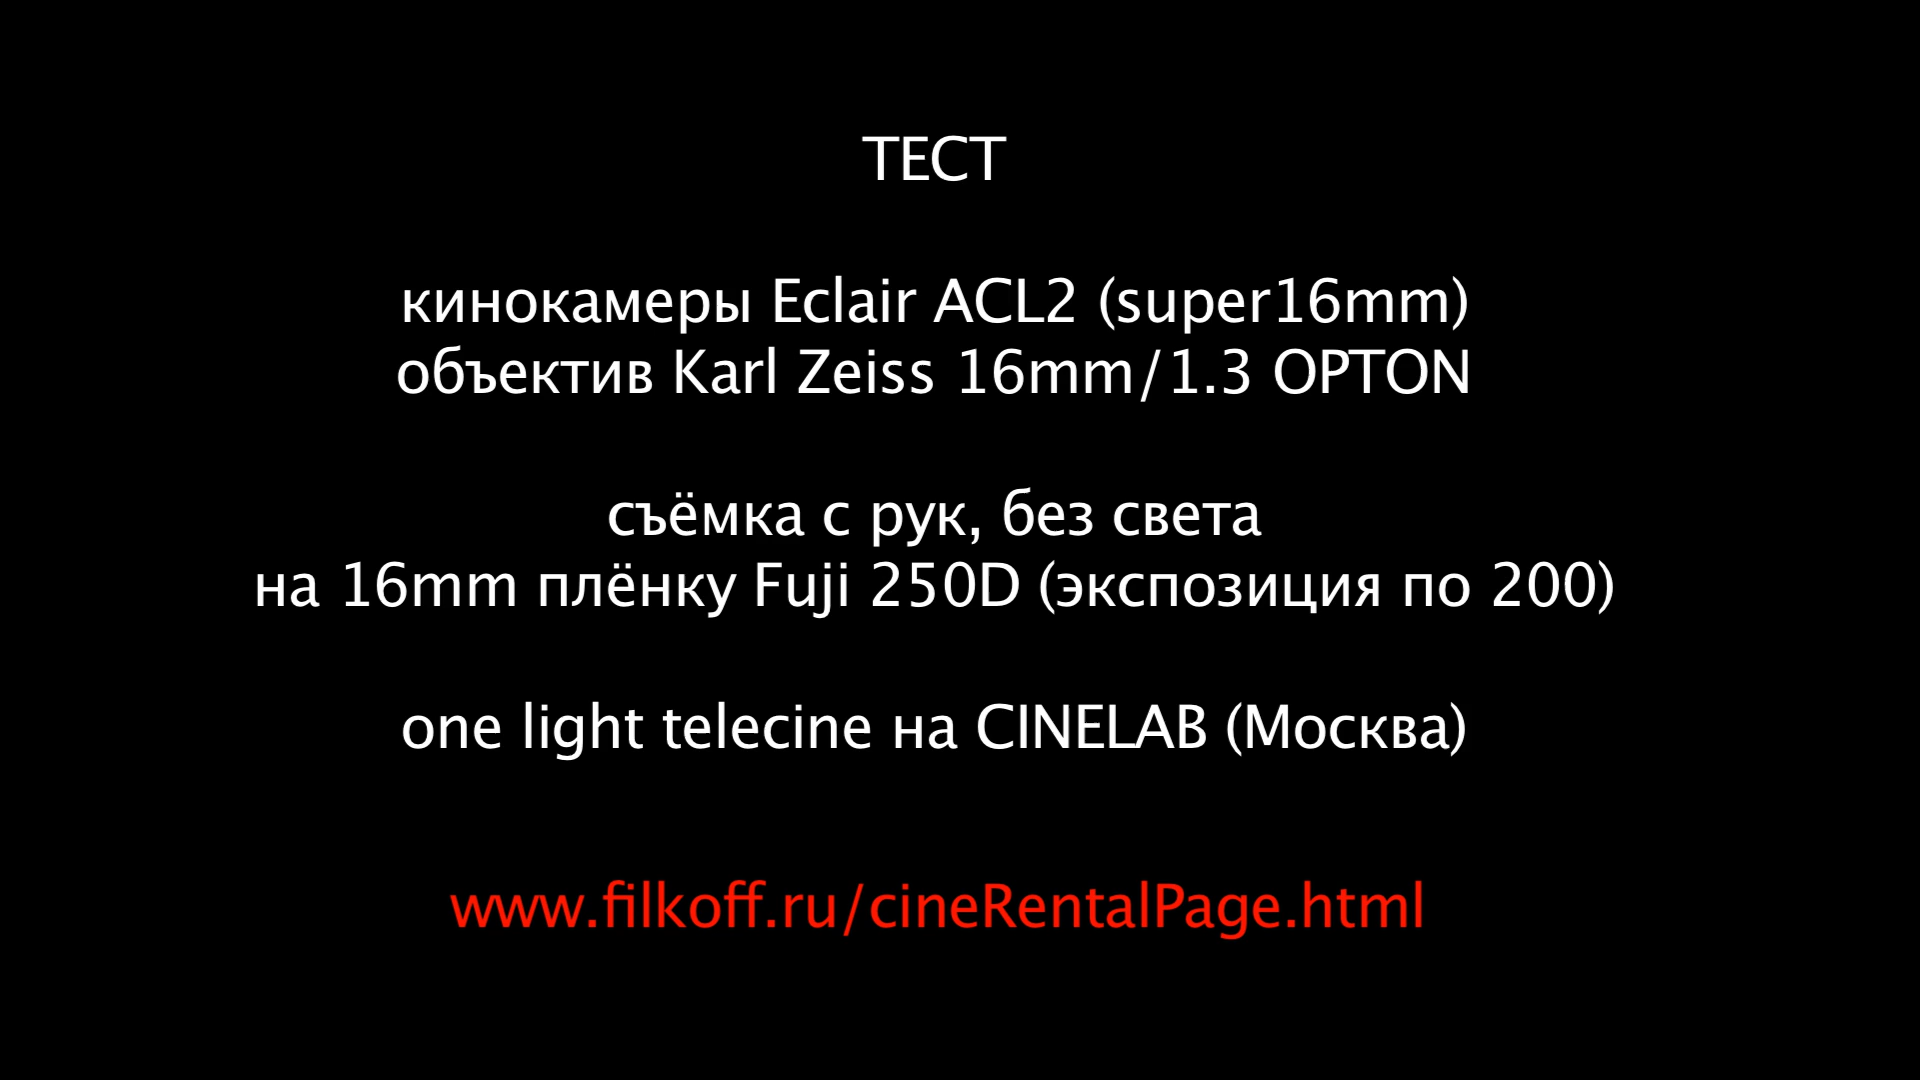 ТЕСТ
кинокамеры Eclair ACL2 (super16mm)
объектив Karl Zeiss 16mm/1.3 OPTON
съёмка с рук, без света
на 16mm плёнку Fuji 250D (экспозиция по 200)
one light telecine на CINELAB (Москва)
www.filkoff.ru/cineRentalPage.html